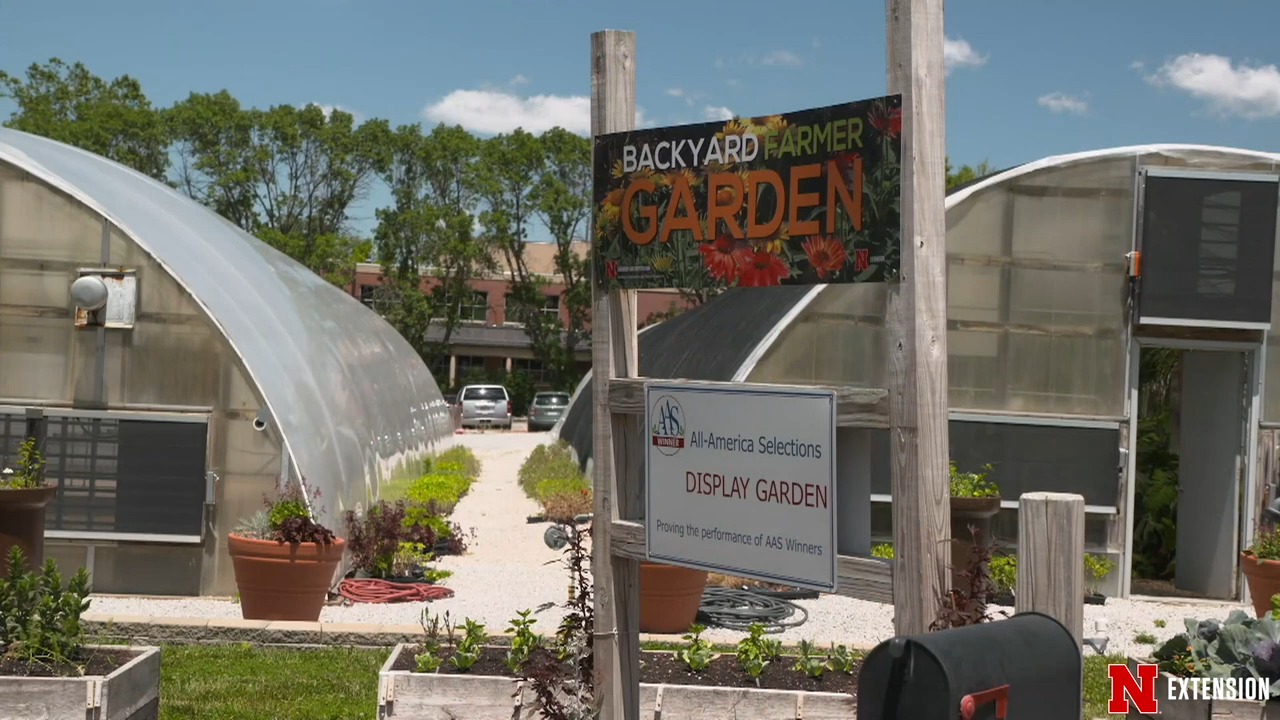 BACKYARD FARMER
GARDEN
N
N
AAS
WINNER
All-America Selections
DISPLAY GARDEN
Proving the performance of AAS Winners
N EXTENSION